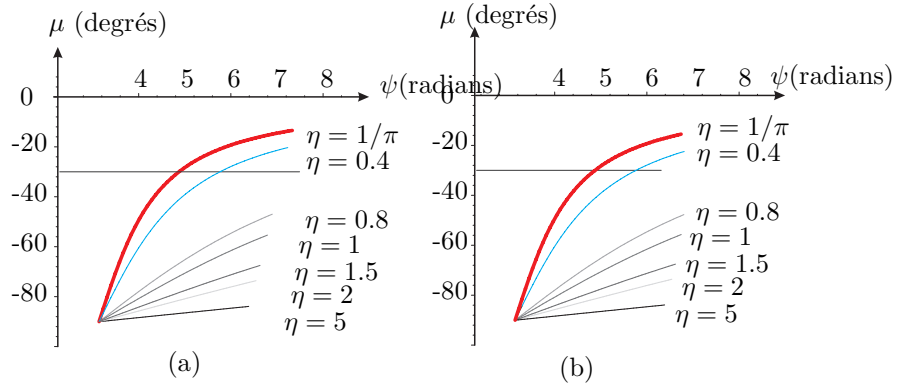 μ (degrés)
4 5 6 7 8
ψ(radians)
0
-20
-40
-60
-80
η = 1/π
η = 0.4
η = 0.8
η = 1
η = 1.5
η = 2
η = 5
(a)
μ (degrés)
4 5 6 7 8
ψ(radians)
0
-20
-40
-60
-80
η = 1/π
η = 0.4
η = 0.8
η = 1
η = 1.5
η = 2
η = 5
(b)